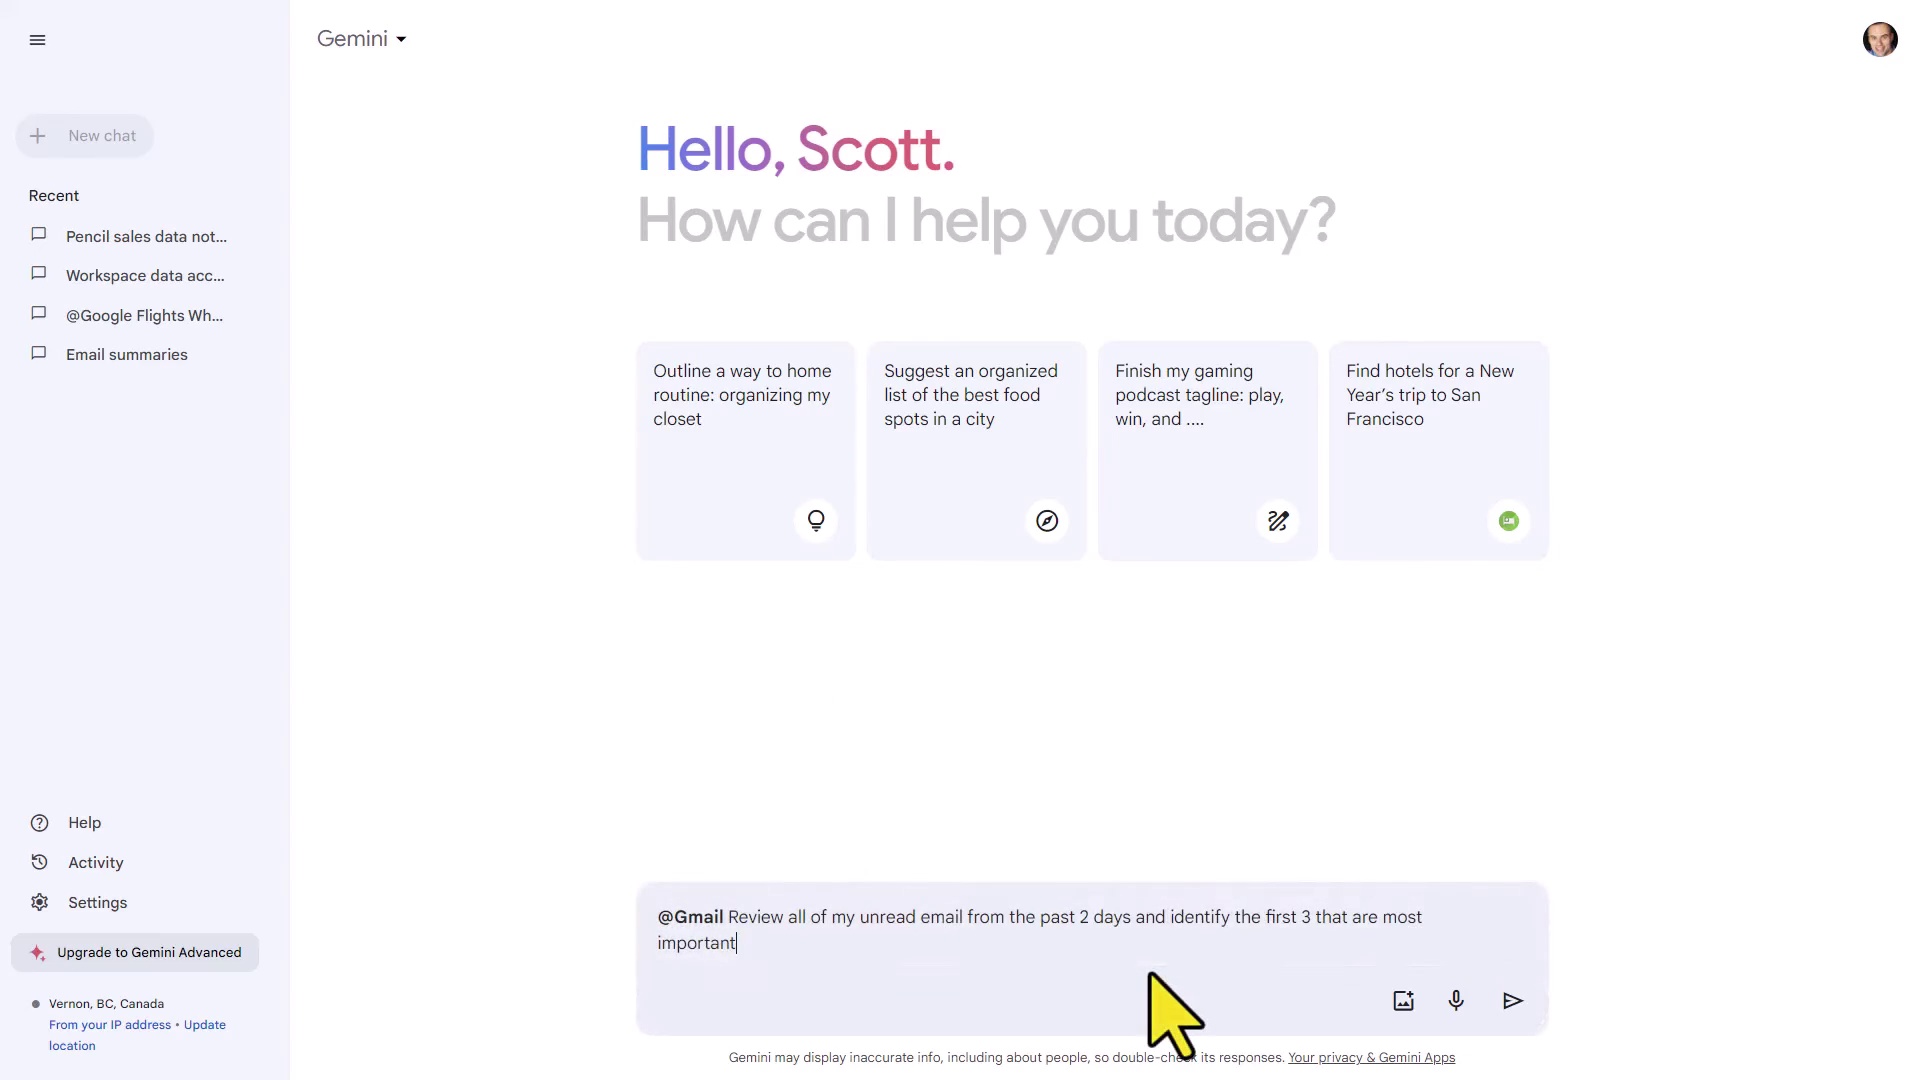 Gemini
New chat
Recent
Pencil sales data not...
Workspace data acc...
@Google Flights Wh...
Email summaries
Help
Activity
Settings
Upgrade to Gemini Advanced
Vernon, BC, Canada
From your IP address • Update
location
Hello, Scott.
How can I help you today?
Outline a way to home
routine: organizing my
closet
Suggest an organized
list of the best food
spots in a city
Finish my gaming
podcast tagline: play,
win, and ....
Find hotels for a New
Year’s trip to San
Francisco
@Gmail Review all of my unread email from the past 2 days and identify the first 3 that are most
important
Gemini may display inaccurate info, including about people, so double-check its responses. Your privacy & Gemini Apps